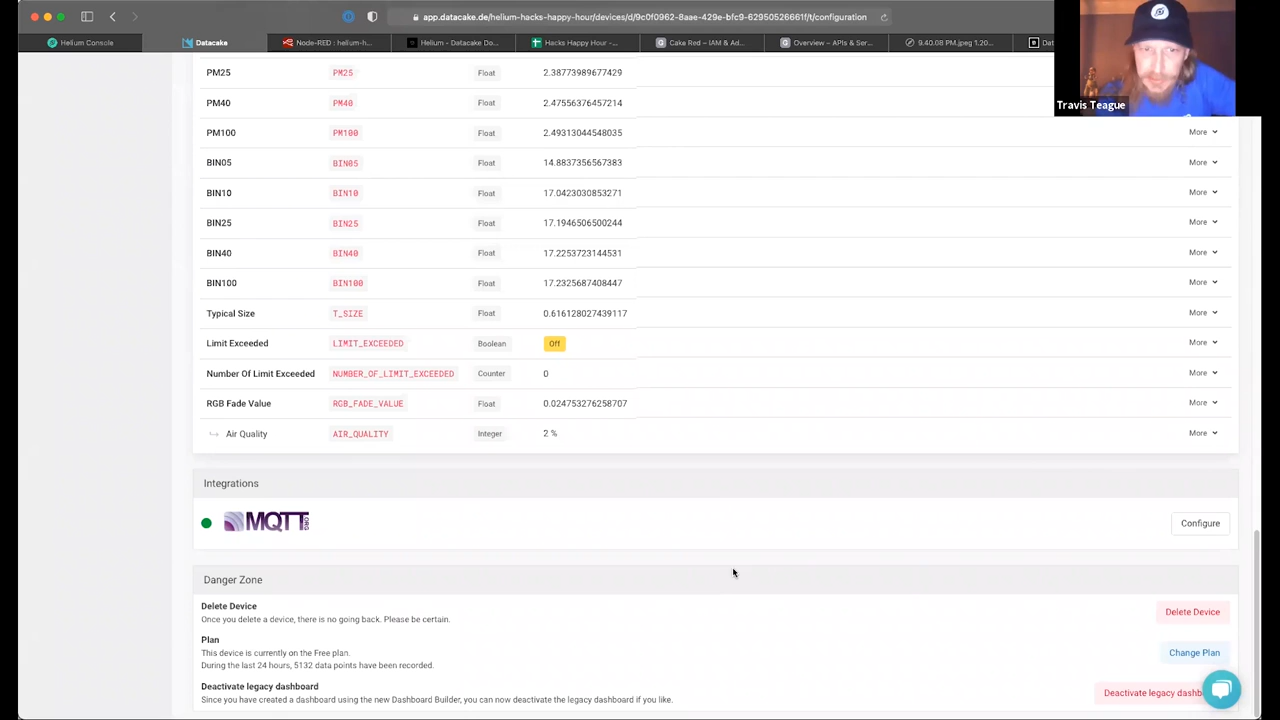 app.datacake.de/helium-hacks-happy-hour/devices/d/9c0f0962-8aae-429e-bfc9-62950526661f/t/configuration
Helium Console
Datacake
Node-RED : helium-h...
Helium - Datacake Do...
Hacks Happy Hour -...
Cake Red – IAM & Ad...
Overview – APIs & Ser...
9.40.08 PM.jpeg 1.20...
Dat
Travis Teague
PM25 PM25 Float 2.38773989677429
PM40 PM40 Float 2.47556376457214
PM100 PM100 Float 2.49313044548035 More
BIN05 BIN05 Float 14.8837356567383 More
BIN10 BIN10 Float 17.0423030853271 More
BIN25 BIN25 Float 17.1946506500244 More
BIN40 BIN40 Float 17.2253723144531 More
BIN100 BIN100 Float 17.2325687408447 More
Typical Size T_SIZE Float 0.616128027439117 More
Limit Exceeded LIMIT_EXCEEDED Boolean Off More
Number Of Limit Exceeded NUMBER_OF_LIMIT_EXCEEDED Counter 0 More
RGB Fade Value RGB_FADE_VALUE Float 0.024753276258707 More
Air Quality AIR_QUALITY Integer 2 % More
Integrations
MQTT.ORG Configure
Danger Zone
Delete Device
Once you delete a device, there is no going back. Please be certain.
Delete Device
Plan
This device is currently on the Free plan.
During the last 24 hours, 5132 data points have been recorded.
Change Plan
Deactivate legacy dashboard
Since you have created a dashboard using the new Dashboard Builder, you can now deactivate the legacy dashboard if you like.
Deactivate legacy dashb